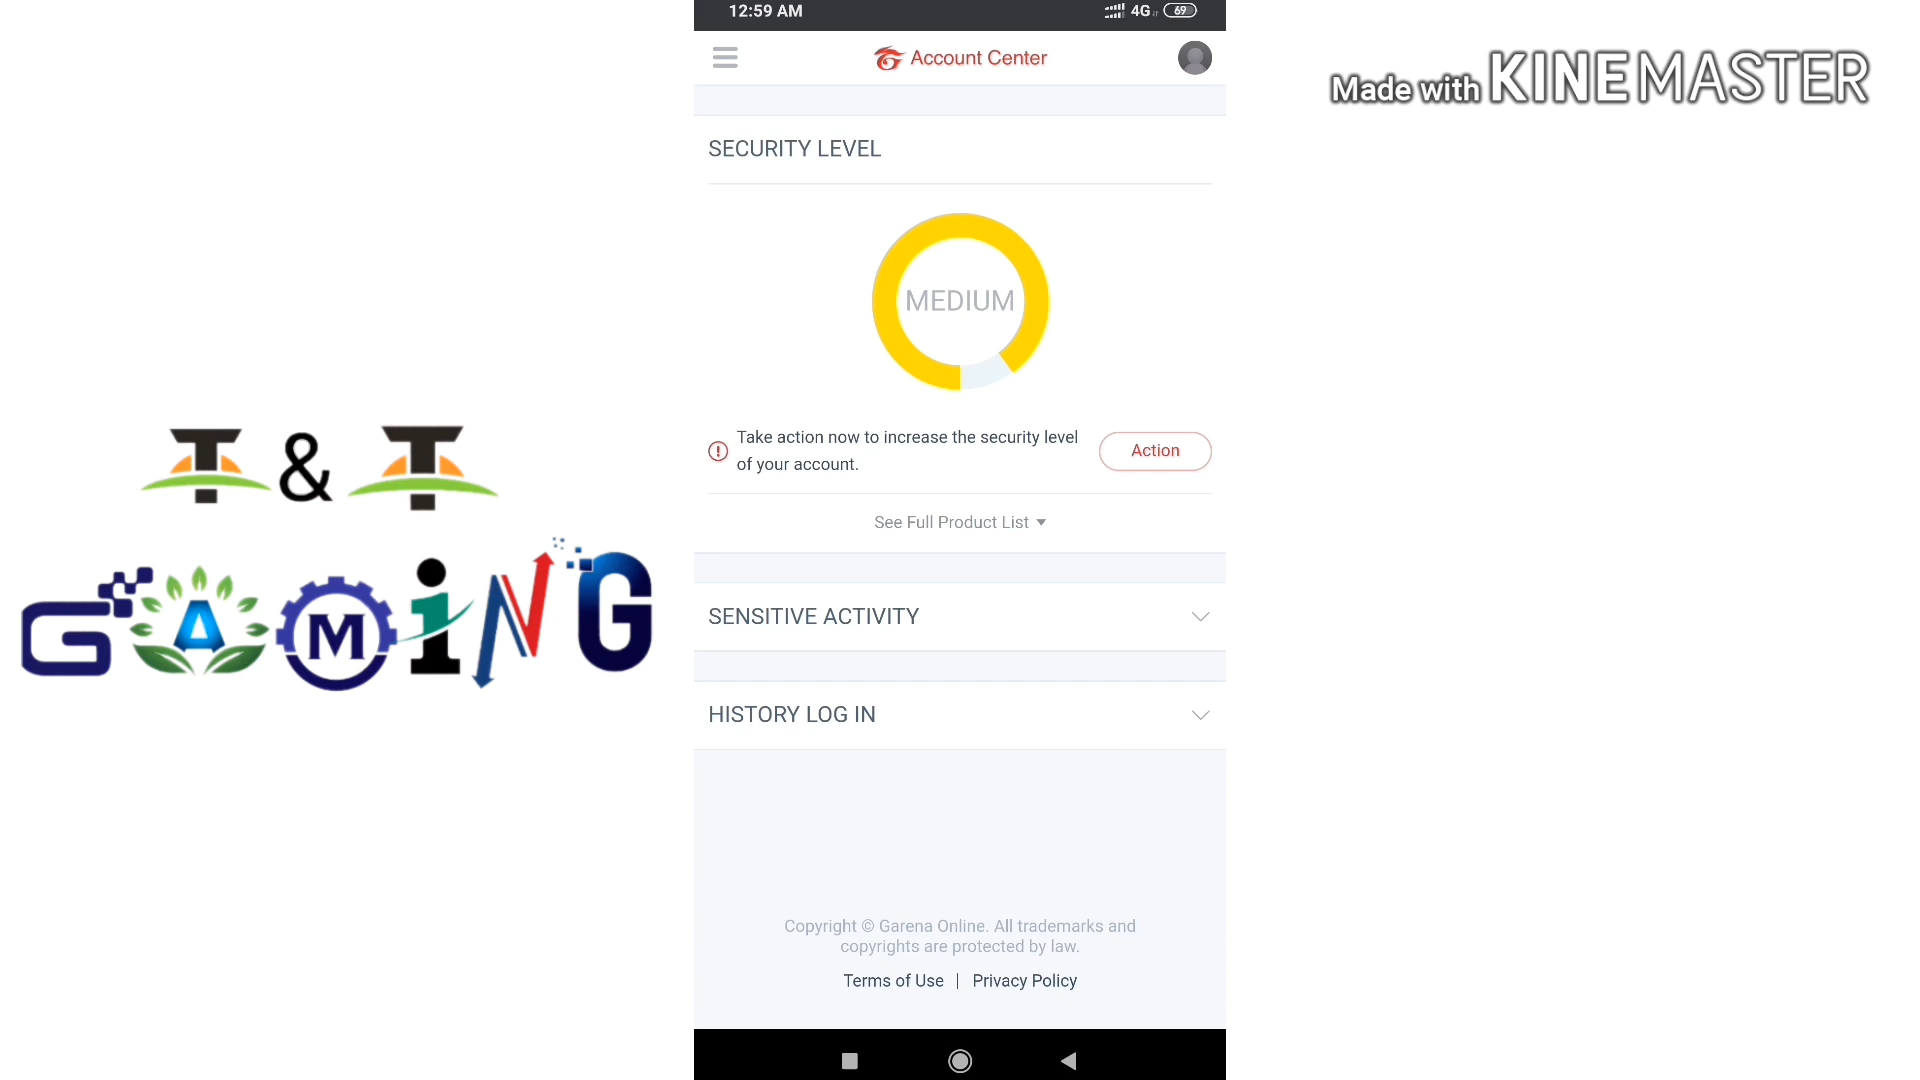 12:59 AM
4G
69
Account Center
Made with KINEMASTER
SECURITY LEVEL
MEDIUM
Take action now to increase the security level
of your account.
Action
See Full Product List
T & T
GAMiNG
SENSITIVE ACTIVITY
HISTORY LOG IN
Copyright © Garena Online. All trademarks and
copyrights are protected by law.
Terms of Use | Privacy Policy